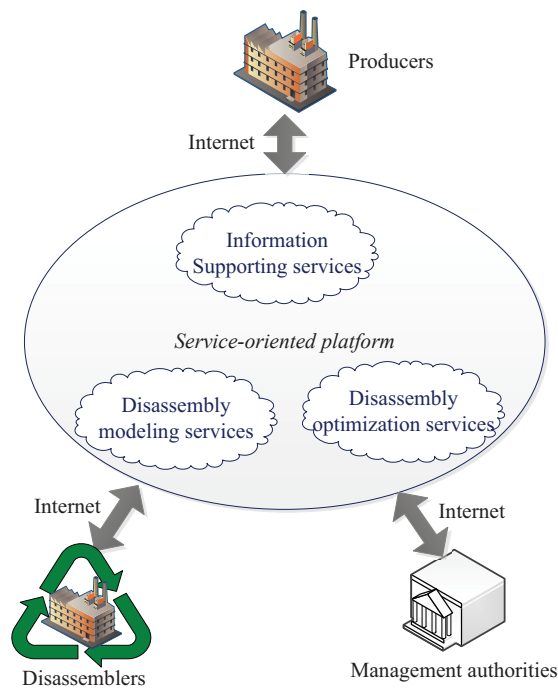 Producers
Internet
Information
Supporting services
Service-oriented platform
Disassembly
modeling services
Disassembly
optimization services
Internet
Internet
Disassemblers
Management authorities